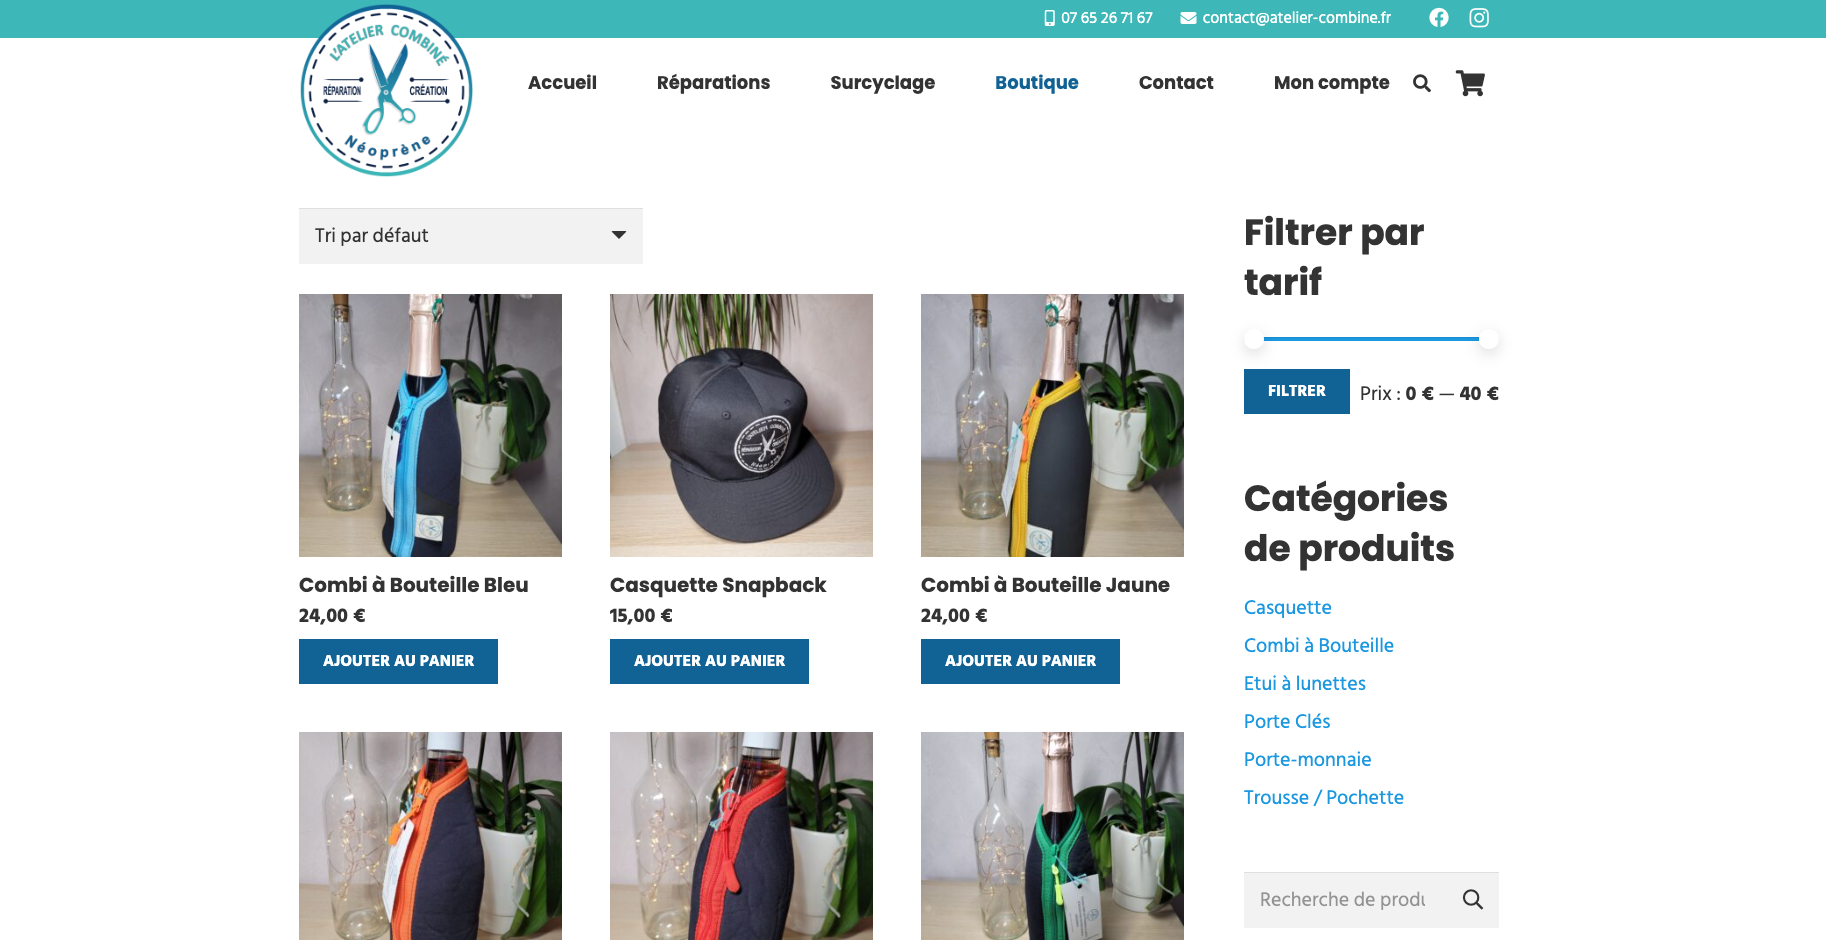 07 65 26 71 67
contact@atelier-combine.fr
L'ATELIER COMBINÉ
RÉPARATION
CRÉATION
Néoprène
Accueil
Réparations
Surcyclage
Boutique
Contact
Mon compte
Tri par défaut
L'ATELIER COMBINÉ
Néoprène
Combi à Bouteille Bleu
24,00 €
AJOUTER AU PANIER
Casquette Snapback
15,00 €
AJOUTER AU PANIER
Combi à Bouteille Jaune
24,00 €
AJOUTER AU PANIER
Filtrer par
tarif
FILTRER
Prix : 0 € — 40 €
Catégories
de produits
Casquette
Combi à Bouteille
Etui à lunettes
Porte Clés
Porte-monnaie
Trousse / Pochette
Recherche de produ